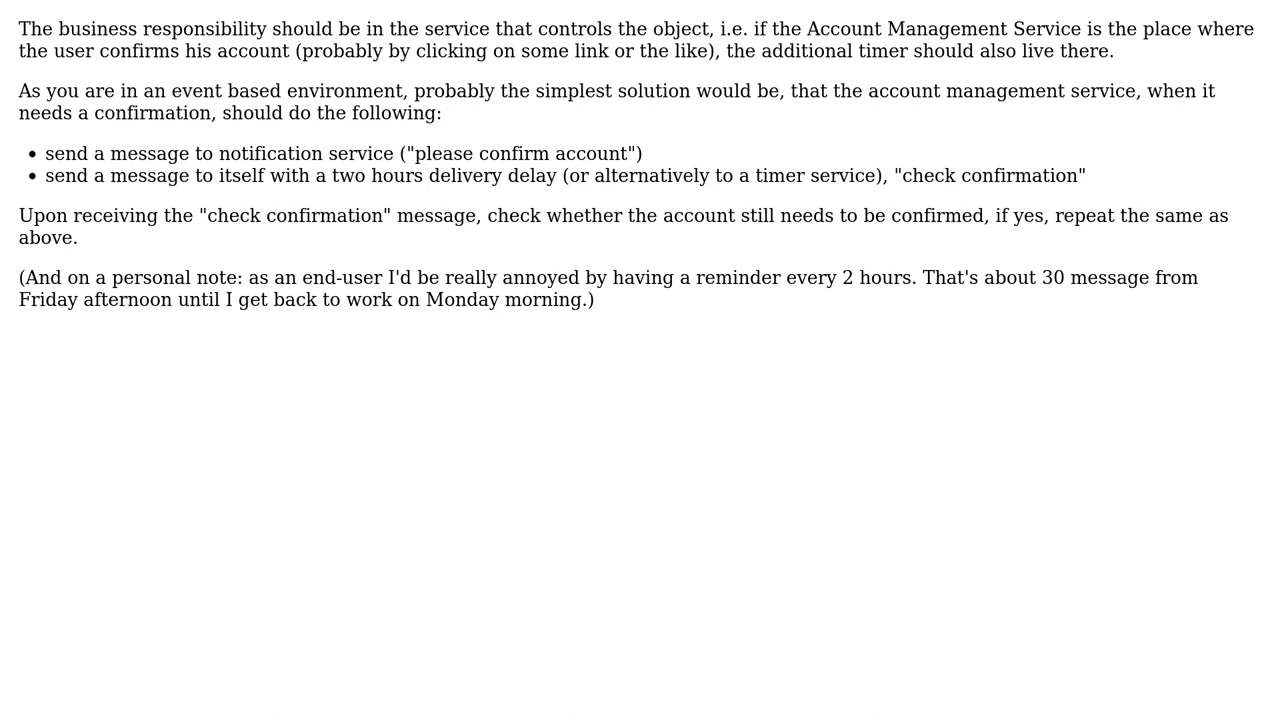 The business responsibility should be in the service that controls the object, i.e. if the Account Management Service is the place where
the user confirms his account (probably by clicking on some link or the like), the additional timer should also live there.
As you are in an event based environment, probably the simplest solution would be, that the account management service, when it
needs a confirmation, should do the following:
• send a message to notification service ("please confirm account")
• send a message to itself with a two hours delivery delay (or alternatively to a timer service), "check confirmation"
Upon receiving the "check confirmation" message, check whether the account still needs to be confirmed, if yes, repeat the same as
above.
(And on a personal note: as an end-user I'd be really annoyed by having a reminder every 2 hours. That's about 30 message from
Friday afternoon until I get back to work on Monday morning.)